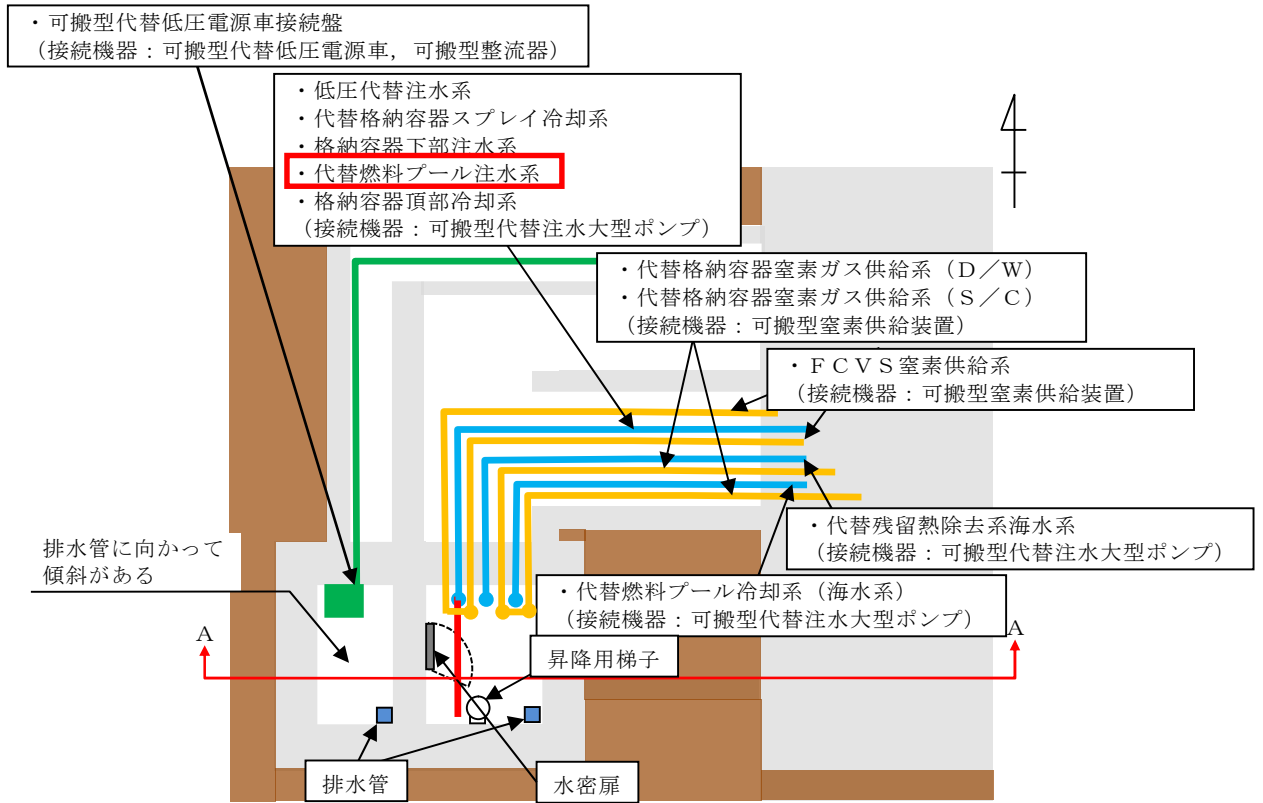 ・可搬型代替低圧電源車接続盤
（接続機器：可搬型代替低圧電源車，可搬型整流器）
・低圧代替注水系
・代替格納容器スプレイ冷却系
・格納容器下部注水系
・代替燃料プール注水系
・格納容器頂部冷却系
（接続機器：可搬型代替注水大型ポンプ）
・代替格納容器窒素ガス供給系（Ｄ／Ｗ）
・代替格納容器窒素ガス供給系（Ｓ／Ｃ）
（接続機器：可搬型窒素供給装置）
・ＦＣＶＳ窒素供給系
（接続機器：可搬型窒素供給装置）
・代替残留熱除去系海水系
（接続機器：可搬型代替注水大型ポンプ）
排水管に向かって
傾斜がある
・代替燃料プール冷却系（海水系）
（接続機器：可搬型代替注水大型ポンプ）
A
A
昇降用梯子
排水管
水密扉